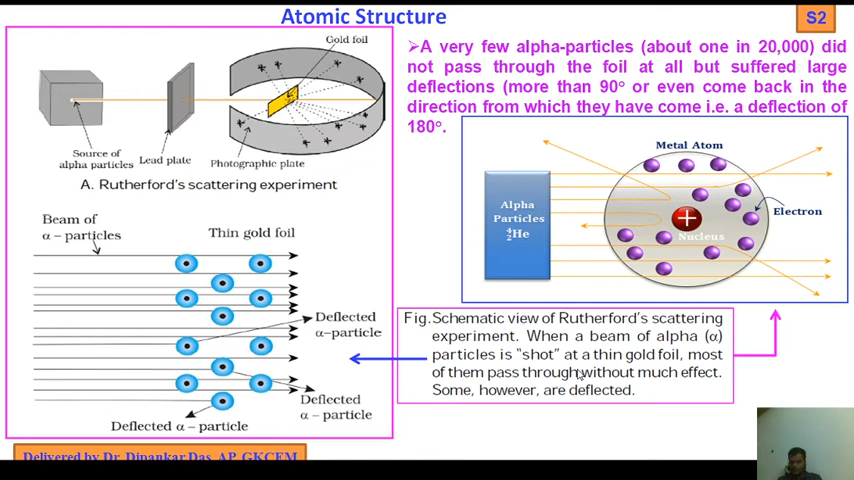 Atomic Structure
S2
Gold foil
Source of
alpha particles
Lead plate
Photographic plate
A. Rutherford's scattering experiment
Beam of
α – particles
Thin gold foil
Deflected
α–particle
Deflected
α – particle
Deflected α – particle
➢A very few alpha-particles (about one in 20,000) did
not pass through the foil at all but suffered large
deflections (more than 90° or even come back in the
direction from which they have come i.e. a deflection of
180°.
Metal Atom
Alpha
Particles
⁴₂He
Electron
+
Nucleus
Fig. Schematic view of Rutherford's scattering
experiment. When a beam of alpha (α)
particles is "shot" at a thin gold foil, most
of them pass through without much effect.
Some, however, are deflected.
Delivered by Dr. Dipankar Das, AP, GKCEM